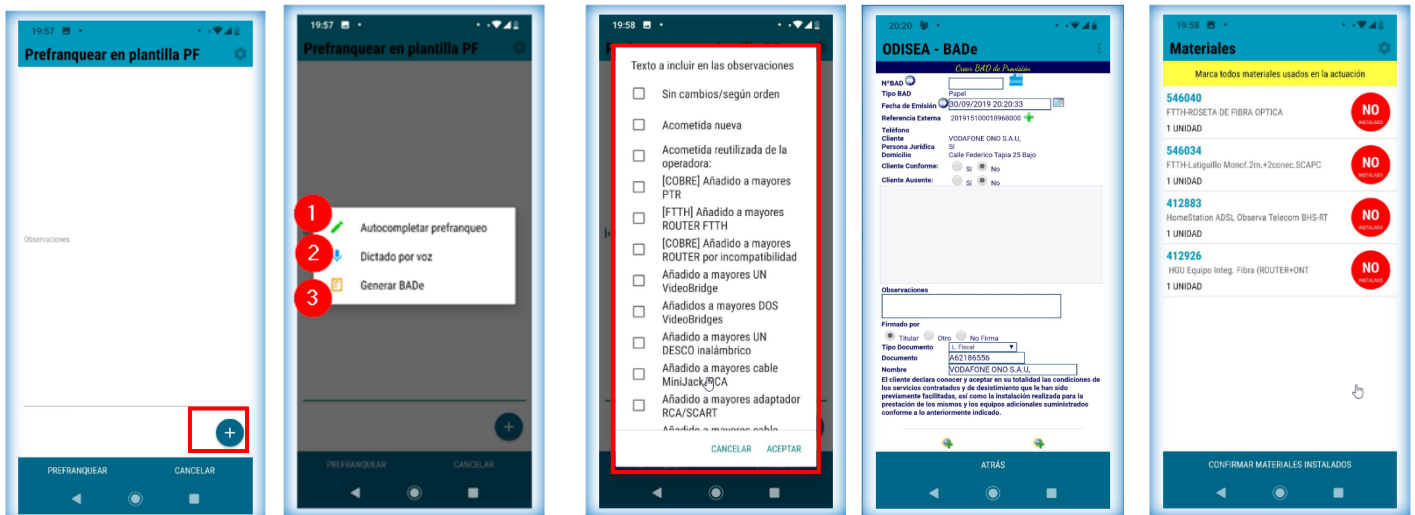 19:57
Prefranquear en plantilla PF
Observaciones
+
PREFRANQUEAR CANCELAR
19:57
Prefranquear en plantilla PF
1 Autocompletar prefranqueo
2 Dictado por voz
3 Generar BADe
+
PREFRANQUEAR CANCELAR
19:58
Texto a incluir en las observaciones
Sin cambios/según orden
Acometida nueva
Acometida reutilizada de la
operadora:
[COBRE] Añadido a mayores
PTR
[FTTH] Añadido a mayores
ROUTER FTTH
[COBRE] Añadido a mayores
ROUTER por incompatibilidad
Añadido a mayores UN
VideoBridge
Añadidos a mayores DOS
VideoBridges
Añadido a mayores UN
DESCO inalámbrico
Añadido a mayores cable
MiniJack/RCA
Añadido a mayores adaptador
RCA/SCART
Añadido a mayores cable
CANCELAR ACEPTAR
20:20
ODISEA - BADe
Crear BAD de Provisión
NºBAD
Tipo BAD Papel
Fecha de Emisión 30/09/2019 20:20:33
Referencia Externa 201915100018968000
Teléfono
Cliente VODAFONE ONO S.A.U,
Persona Jurídica Sí
Domicilio Calle Federico Tapia 25 Bajo
Cliente Conforme: Sí No
Cliente Ausente: Sí No
Observaciones
Firmado por
Titular Otro No Firma
Tipo Documento I. Fiscal
Documento A62186556
Nombre VODAFONE ONO S.A.U,
El cliente declara conocer y aceptar en su totalidad las condiciones de
los servicios contratados y de desistimiento que le han sido
previamente facilitadas, así como la instalación realizada para la
prestación de los mismos y los equipos adicionales suministrados
conforme a lo anteriormente indicado.
ATRÁS
19:58
Materiales
Marca todos materiales usados en la actuación
546040
FTTH-ROSETA DE FIBRA OPTICA
1 UNIDAD
NO
INSTALADO
546034
FTTH-Latiguillo Monof.2m.+2conec.SCAPC
1 UNIDAD
NO
INSTALADO
412883
HomeStation ADSL Observa Telecom BHS-RT
1 UNIDAD
NO
INSTALADO
412926
HGU Equipo Integ. Fibra (ROUTER+ONT
1 UNIDAD
NO
INSTALADO
CONFIRMAR MATERIALES INSTALADOS